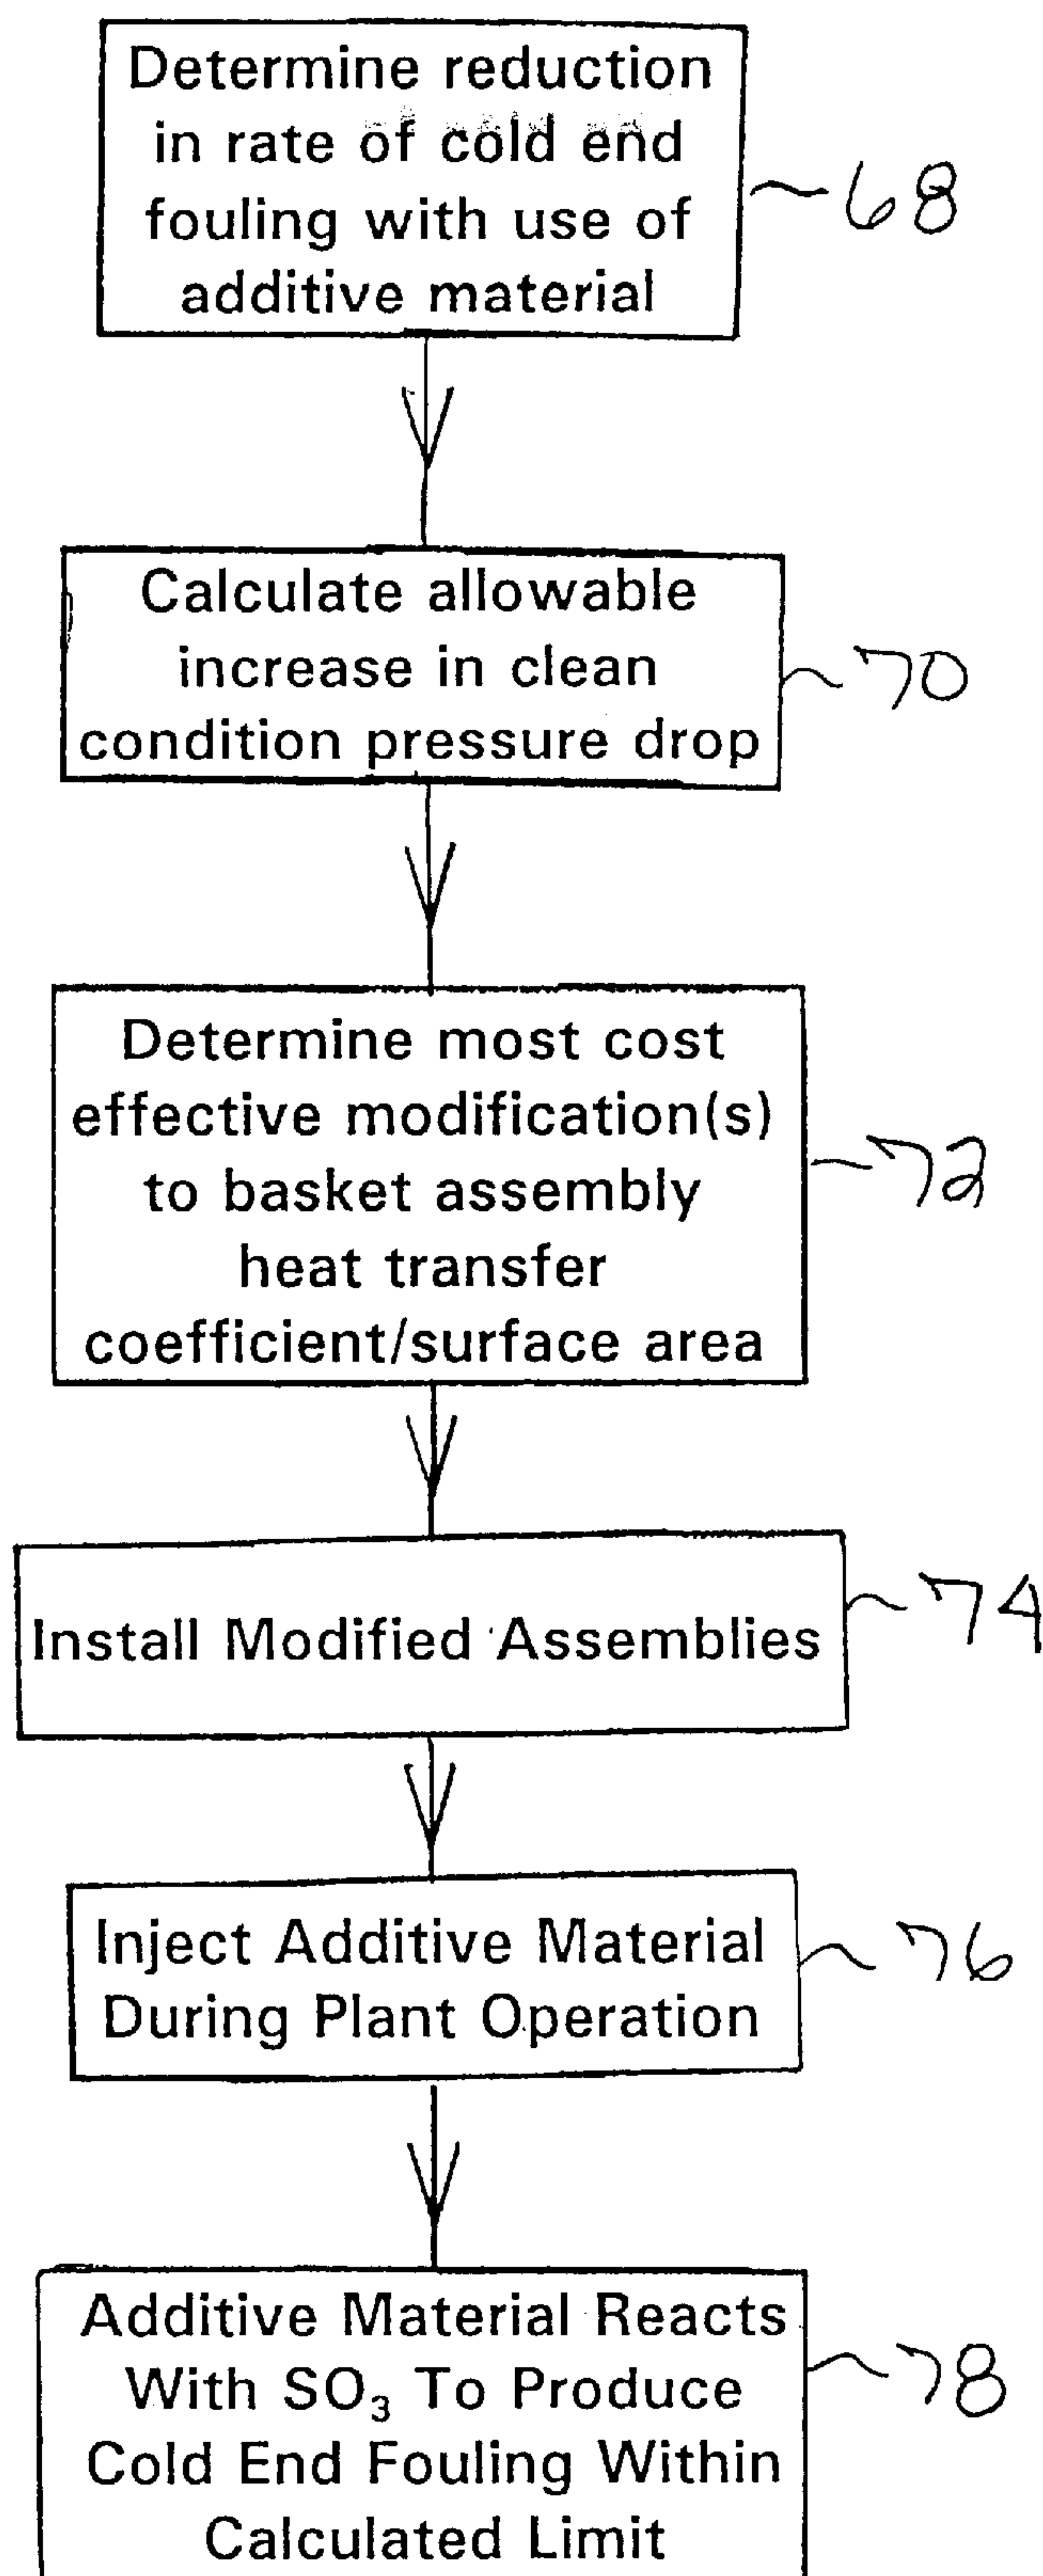 Determine reduction
in rate of cold end
fouling with use of
additive material
68
Calculate allowable
increase in clean
condition pressure drop
70
Determine most cost
effective modification(s)
to basket assembly
heat transfer
coefficient/surface area
72
Install Modified Assemblies
74
Inject Additive Material
During Plant Operation
76
Additive Material Reacts
With SO₃ To Produce
Cold End Fouling Within
Calculated Limit
78